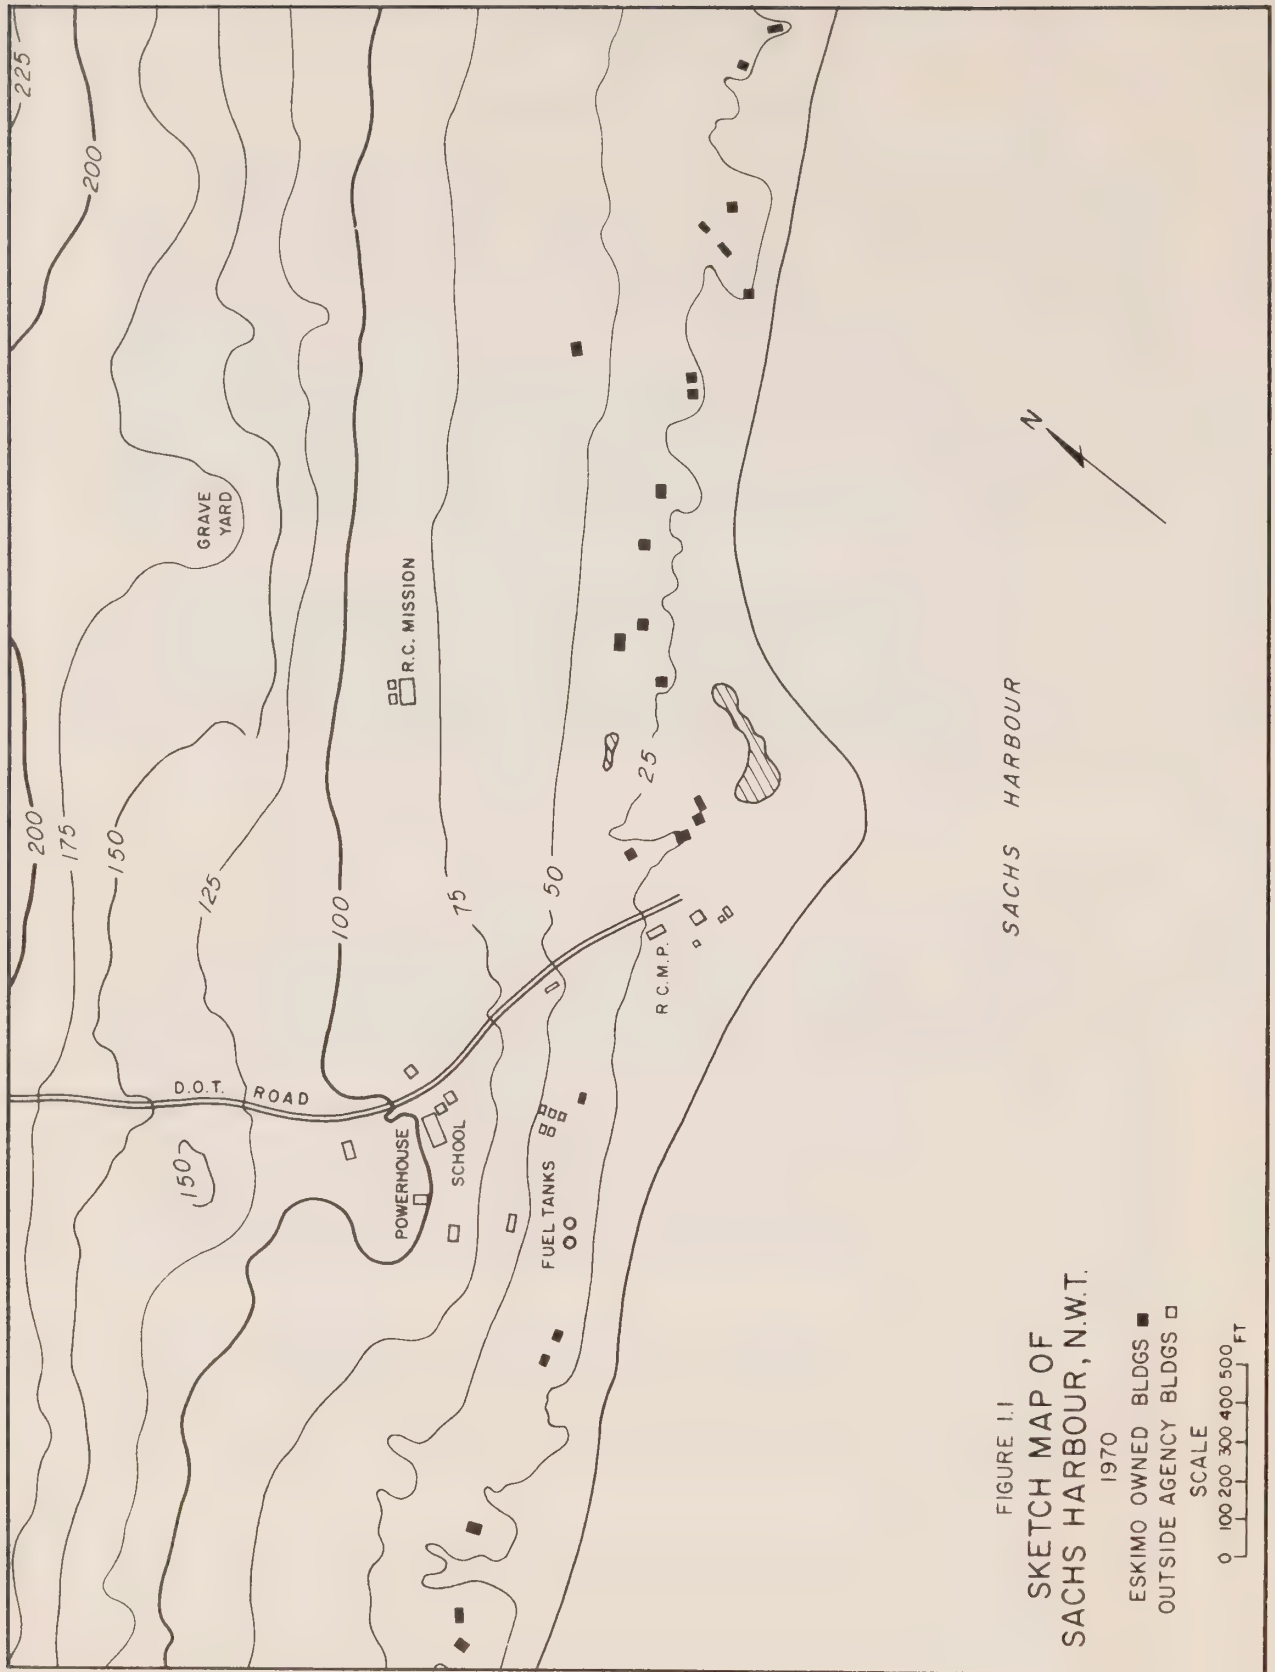 225
200
200
175
150
125
100
75
50
25
150
GRAVE
YARD
R.C. MISSION
D.O.T. ROAD
POWERHOUSE
SCHOOL
FUEL TANKS
R C.M.P.
N
SACHS HARBOUR
FIGURE 1.1
SKETCH MAP OF
SACHS HARBOUR, N.W.T.
1970
ESKIMO OWNED BLDGS
OUTSIDE AGENCY BLDGS
SCALE
0 100 200 300 400 500 FT